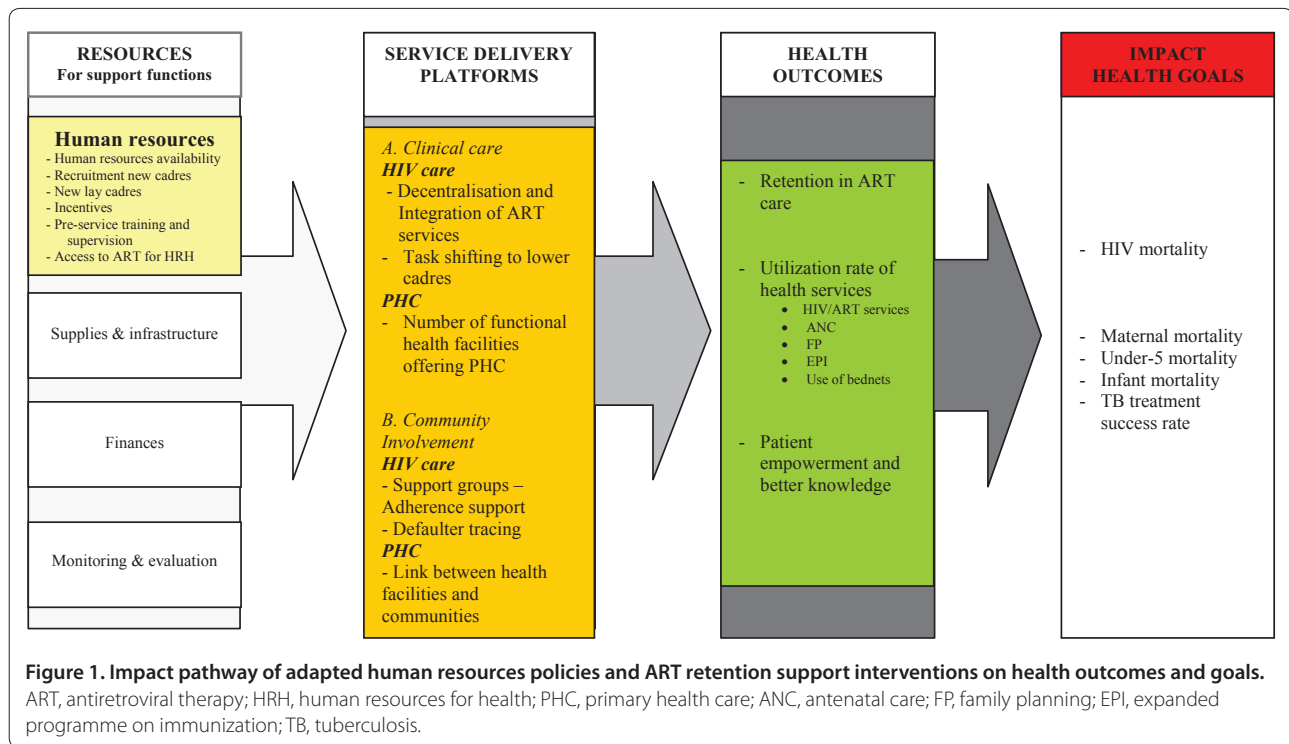 RESOURCES
For support functions
Human resources
- Human resources availability
- Recruitment new cadres
- New lay cadres
- Incentives
- Pre-service training and
supervision
- Access to ART for HRH
Supplies & infrastructure
Finances
Monitoring & evaluation
SERVICE DELIVERY
PLATFORMS
A. Clinical care
HIV care
- Decentralisation and
Integration of ART
services
- Task shifting to lower
cadres
PHC
- Number of functional
health facilities
offering PHC
B. Community
Involvement
HIV care
- Support groups –
Adherence support
- Defaulter tracing
PHC
- Link between health
facilities and
communities
HEALTH
OUTCOMES
- Retention in ART
care
- Utilization rate of
health services
• HIV/ART services
• ANC
• FP
• EPI
• Use of bednets
- Patient
empowerment and
better knowledge
IMPACT
HEALTH GOALS
- HIV mortality
- Maternal mortality
- Under-5 mortality
- Infant mortality
- TB treatment
success rate
Figure 1. Impact pathway of adapted human resources policies and ART retention support interventions on health outcomes and goals.
ART, antiretroviral therapy; HRH, human resources for health; PHC, primary health care; ANC, antenatal care; FP, family planning; EPI, expanded
programme on immunization; TB, tuberculosis.